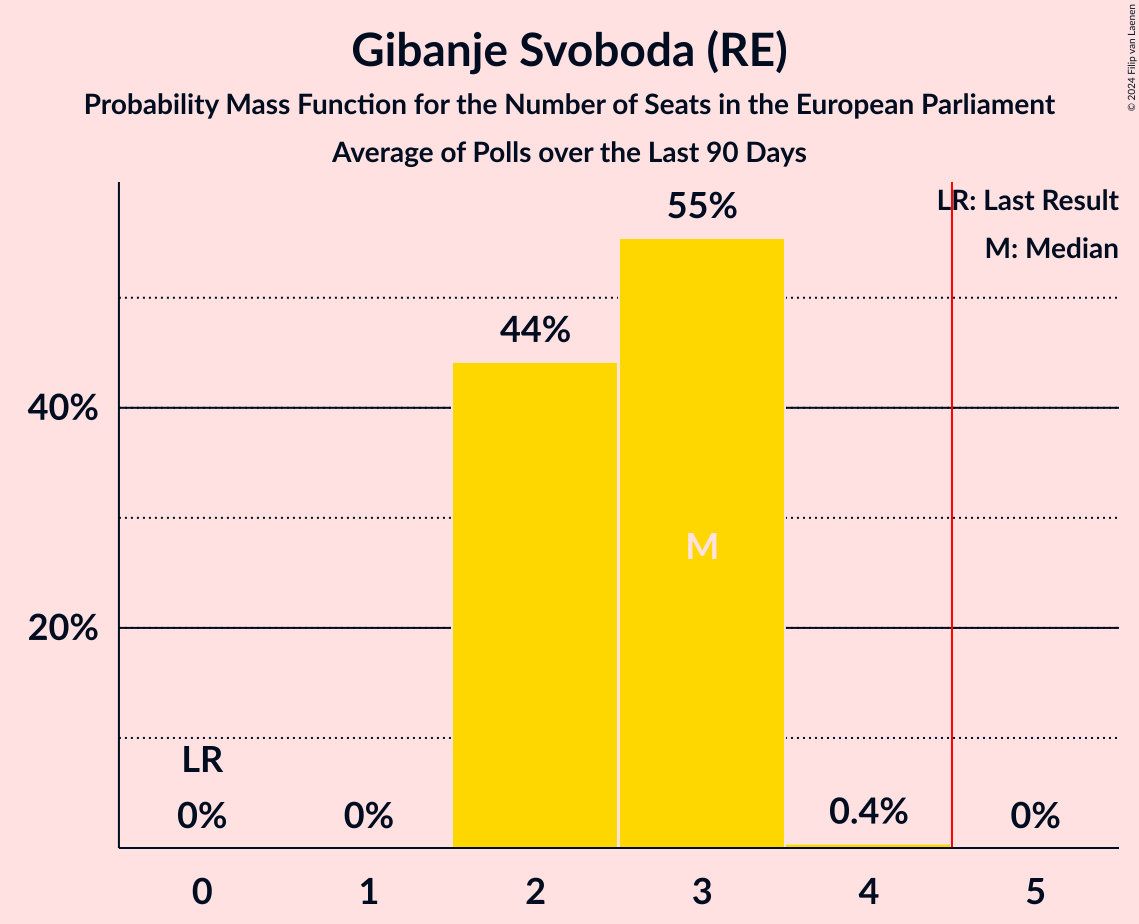 Gibanje Svoboda (RE)
Probability Mass Function for the Number of Seats in the European Parliament
Average of Polls over the Last 90 Days
© 2024 Filip van Laenen
LR: Last Result
M: Median
55%
44%
40%
M
20%
LR
0%
0%
0.4%
0%
0
1
2
3
4
5